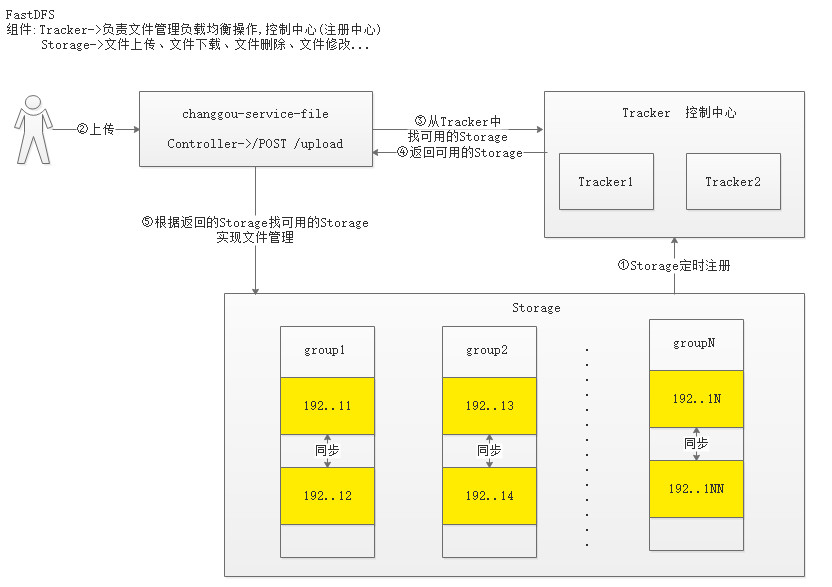 FastDFS
组件:Tracker->负责文件管理负载均衡操作,控制中心(注册中心)
Storage->文件上传、文件下载、文件删除、文件修改...
②上传
changgou-service-file
Controller->/POST /upload
③从Tracker中
找可用的Storage
④返回可用的Storage
Tracker 控制中心
Tracker1
Tracker2
⑤根据返回的Storage找可用的Storage
实现文件管理
①Storage定时注册
Storage
group1
192..11
同步
192..12
group2
192..13
同步
192..14
groupN
192..1N
同步
192..1NN